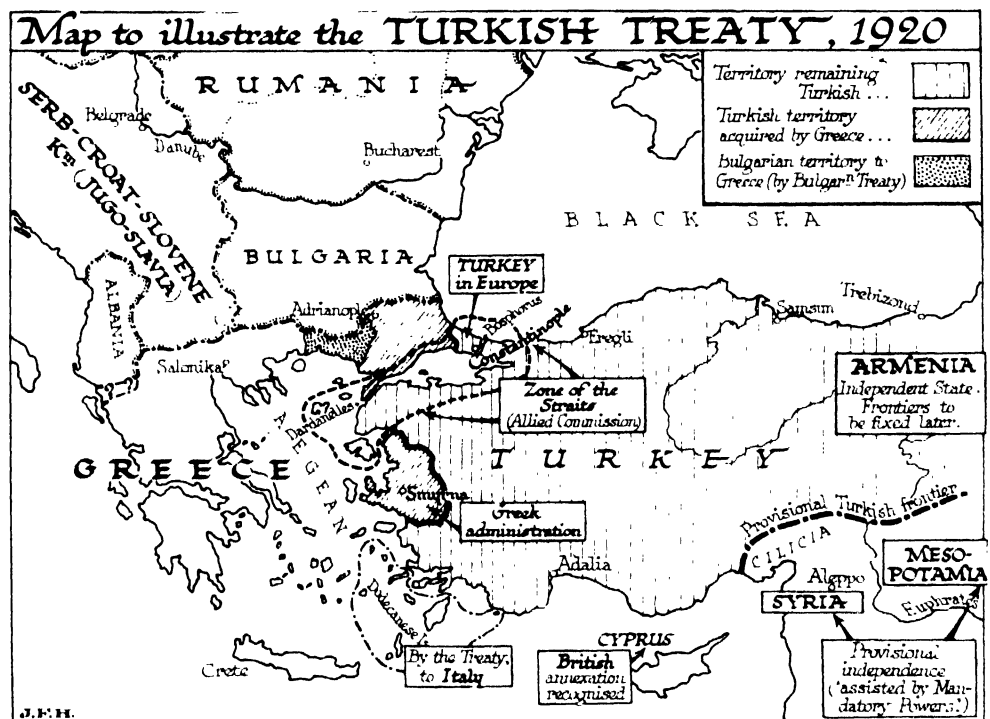 Map to illustrate the TURKISH TREATY, 1920
Territory remaining
Turkish ...
Turkish territory
acquired by Greece ...
Bulgarian territory to
Greece (by Bulgarn Treaty)
RUMANIA
SERB-CROAT-SLOVENE
Km (JUGO-SLAVIA)
Belgrade
Danube
Bucharest
BLACK SEA
BULGARIA
TURKEY
in Europe
ALBANIA
Adrianople
Bosphorus
Constantinople
Eregli
Samsun
Trebizond
Salonika
ARMENIA
Independent State.
Frontiers to
be fixed later.
Zone of the
Straits
(Allied Commission)
Dardanelles
GREECE
AEGEAN
TURKEY
Smyrna
Greek
administration
Provisional Turkish frontier
CILICIA
MESO-
POTAMIA
Adalia
Aleppo
SYRIA
Euphrates
Dodecanese Is.
By the Treaty,
to Italy
CYPRUS
British
annexation
recognised
Provisional
independence
('assisted by Man-
datory Powers!')
Crete
J.F.H.